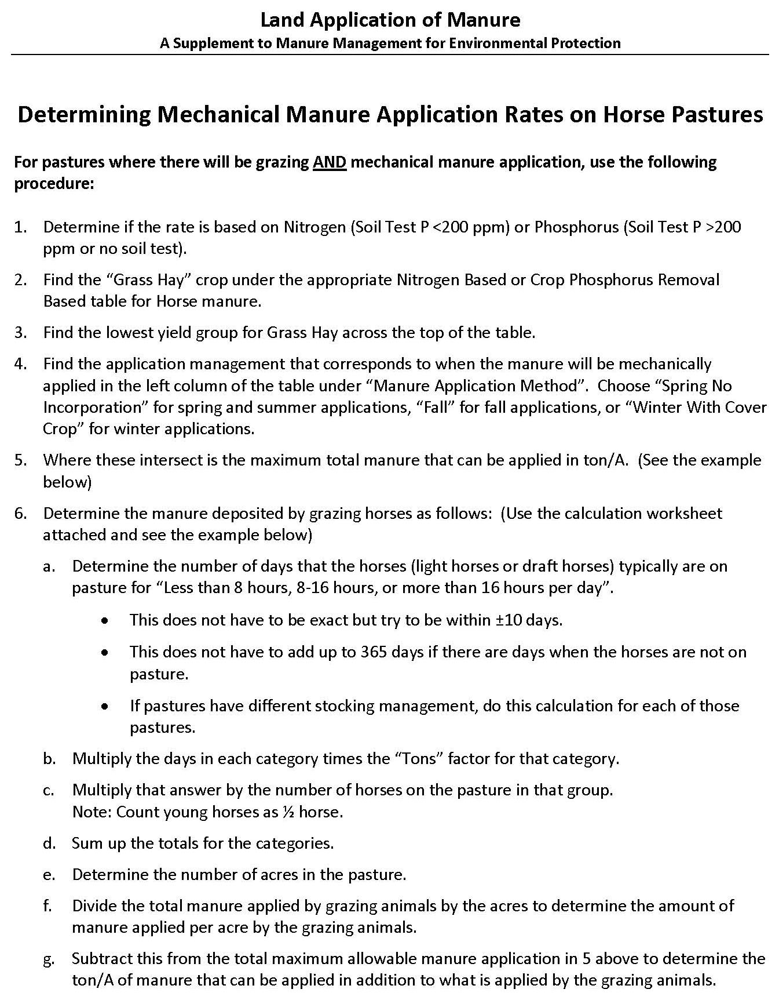 Land Application of Manure
A Supplement to Manure Management for Environmental Protection
Determining Mechanical Manure Application Rates on Horse Pastures
For pastures where there will be grazing AND mechanical manure application, use the following
procedure:
1. Determine if the rate is based on Nitrogen (Soil Test P <200 ppm) or Phosphorus (Soil Test P >200
ppm or no soil test).
2. Find the “Grass Hay” crop under the appropriate Nitrogen Based or Crop Phosphorus Removal
Based table for Horse manure.
3. Find the lowest yield group for Grass Hay across the top of the table.
4. Find the application management that corresponds to when the manure will be mechanically
applied in the left column of the table under “Manure Application Method”. Choose “Spring No
Incorporation” for spring and summer applications, “Fall” for fall applications, or “Winter With Cover
Crop” for winter applications.
5. Where these intersect is the maximum total manure that can be applied in ton/A. (See the example
below)
6. Determine the manure deposited by grazing horses as follows: (Use the calculation worksheet
attached and see the example below)
a. Determine the number of days that the horses (light horses or draft horses) typically are on
pasture for “Less than 8 hours, 8-16 hours, or more than 16 hours per day”.
• This does not have to be exact but try to be within ±10 days.
• This does not have to add up to 365 days if there are days when the horses are not on
pasture.
• If pastures have different stocking management, do this calculation for each of those
pastures.
b. Multiply the days in each category times the “Tons” factor for that category.
c. Multiply that answer by the number of horses on the pasture in that group.
Note: Count young horses as ½ horse.
d. Sum up the totals for the categories.
e. Determine the number of acres in the pasture.
f. Divide the total manure applied by grazing animals by the acres to determine the amount of
manure applied per acre by the grazing animals.
g. Subtract this from the total maximum allowable manure application in 5 above to determine the
ton/A of manure that can be applied in addition to what is applied by the grazing animals.